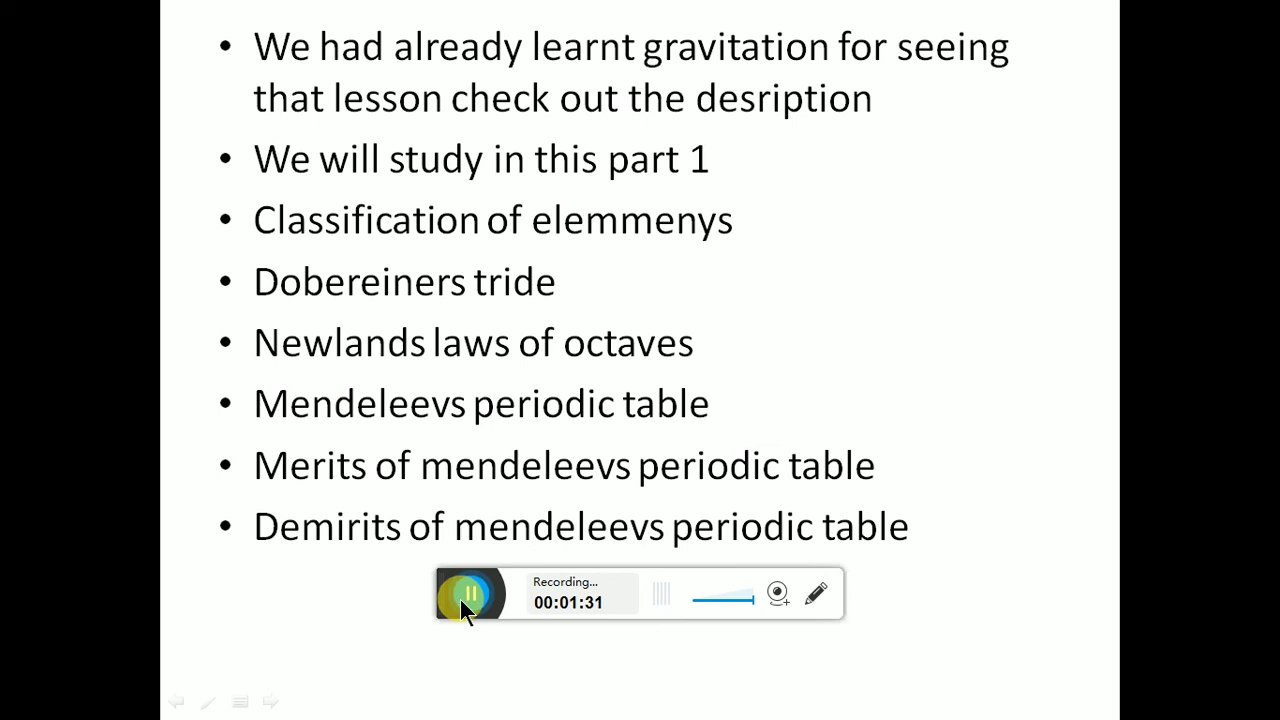 • We had already learnt gravitation for seeing
that lesson check out the desription
• We will study in this part 1
• Classification of elemmenys
• Dobereiners tride
• Newlands laws of octaves
• Mendeleevs periodic table
• Merits of mendeleevs periodic table
• Demirits of mendeleevs periodic table
Recording...
00:01:31